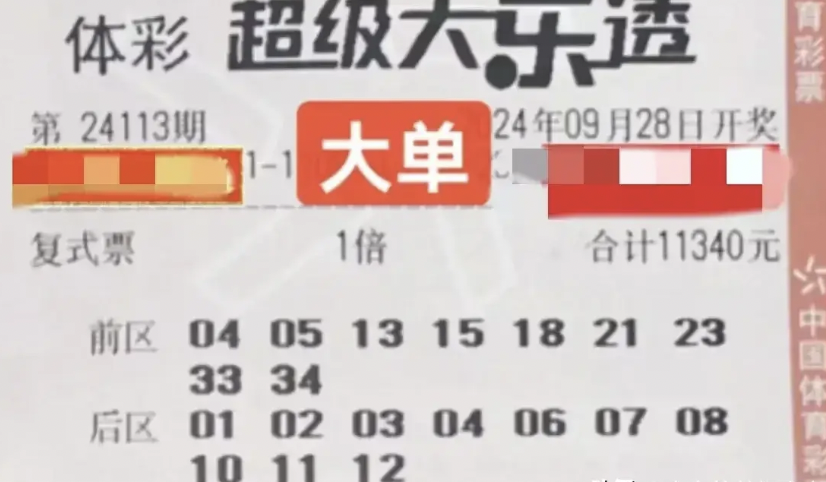 体彩 超级大乐透
第 24113期 大单 24年09月28日开奖
1-1
复式票 1倍 合计11340元
前区 04 05 13 15 18 21 23
33 34
后区 01 02 03 04 06 07 08
10 11 12
育彩票
中国体育彩